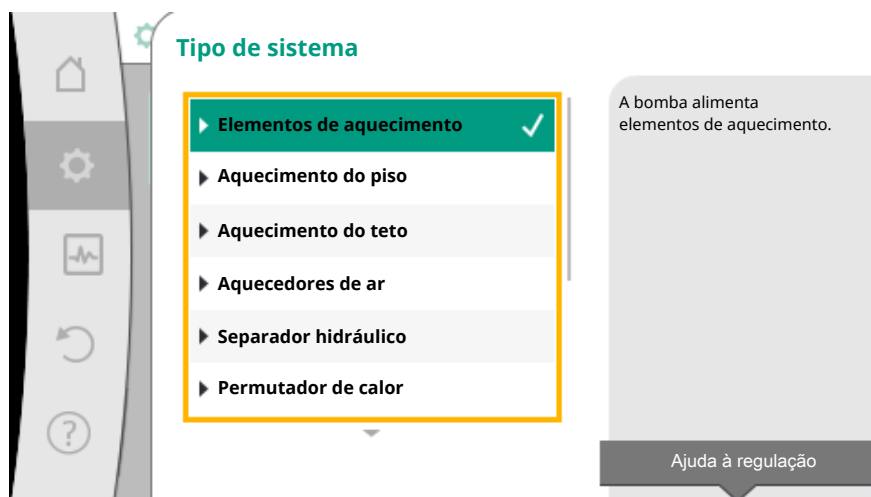 Tipo de sistema
Elementos de aquecimento
Aquecimento do piso
Aquecimento do teto
Aquecedores de ar
Separador hidráulico
Permutador de calor
A bomba alimenta
elementos de aquecimento.
Ajuda à regulação